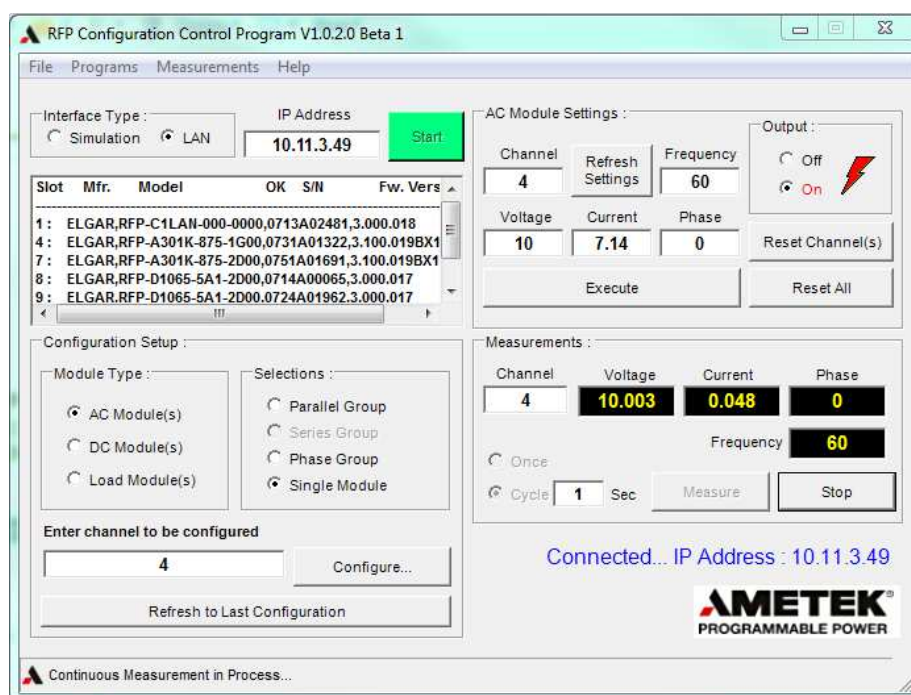 RFP Configuration Control Program V1.0.2.0 Beta 1
File Programs Measurements Help
Interface Type :
Simulation LAN
IP Address
10.11.3.49
Start
Slot Mfr. Model OK S/N Fw. Vers
1 : ELGAR,RFP-C1LAN-000-0000,0713A02481,3.000.018
4 : ELGAR,RFP-A301K-875-1G00,0731A01322,3.100.019BX1
7 : ELGAR,RFP-A301K-875-2D00,0751A01691,3.100.019BX1
8 : ELGAR,RFP-D1065-5A1-2D00,0714A00065,3.000.017
9 : ELGAR,RFP-D1065-5A1-2D00,0724A01962,3.000.017
AC Module Settings :
Channel
4
Refresh Settings
Frequency
60
Output :
Off
On
Voltage Current Phase
10 7.14 0
Reset Channel(s)
Execute
Reset All
Configuration Setup :
Module Type :
AC Module(s)
DC Module(s)
Load Module(s)
Selections :
Parallel Group
Series Group
Phase Group
Single Module
Enter channel to be configured
4
Configure...
Refresh to Last Configuration
Measurements :
Channel Voltage Current Phase
4 10.003 0.048 0
Frequency 60
Once
Cycle 1 Sec
Measure
Stop
Connected... IP Address : 10.11.3.49
AMETEK®
PROGRAMMABLE POWER
Continuous Measurement in Process...